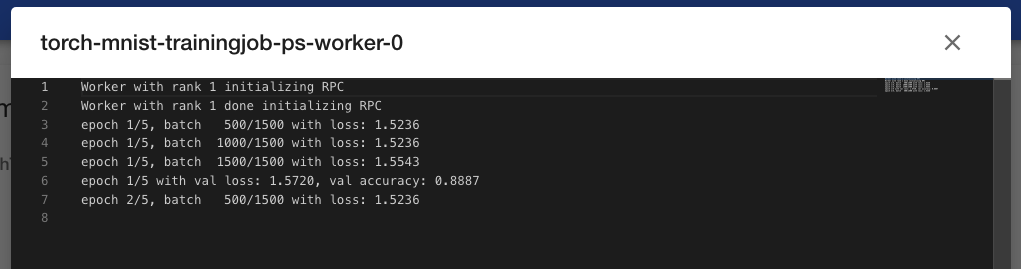 torch-mnist-trainingjob-ps-worker-0
1 Worker with rank 1 initializing RPC
2 Worker with rank 1 done initializing RPC
3 epoch 1/5, batch   500/1500 with loss: 1.5236
4 epoch 1/5, batch  1000/1500 with loss: 1.5236
5 epoch 1/5, batch  1500/1500 with loss: 1.5543
6 epoch 1/5 with val loss: 1.5720, val accuracy: 0.8887
7 epoch 2/5, batch   500/1500 with loss: 1.5236
8